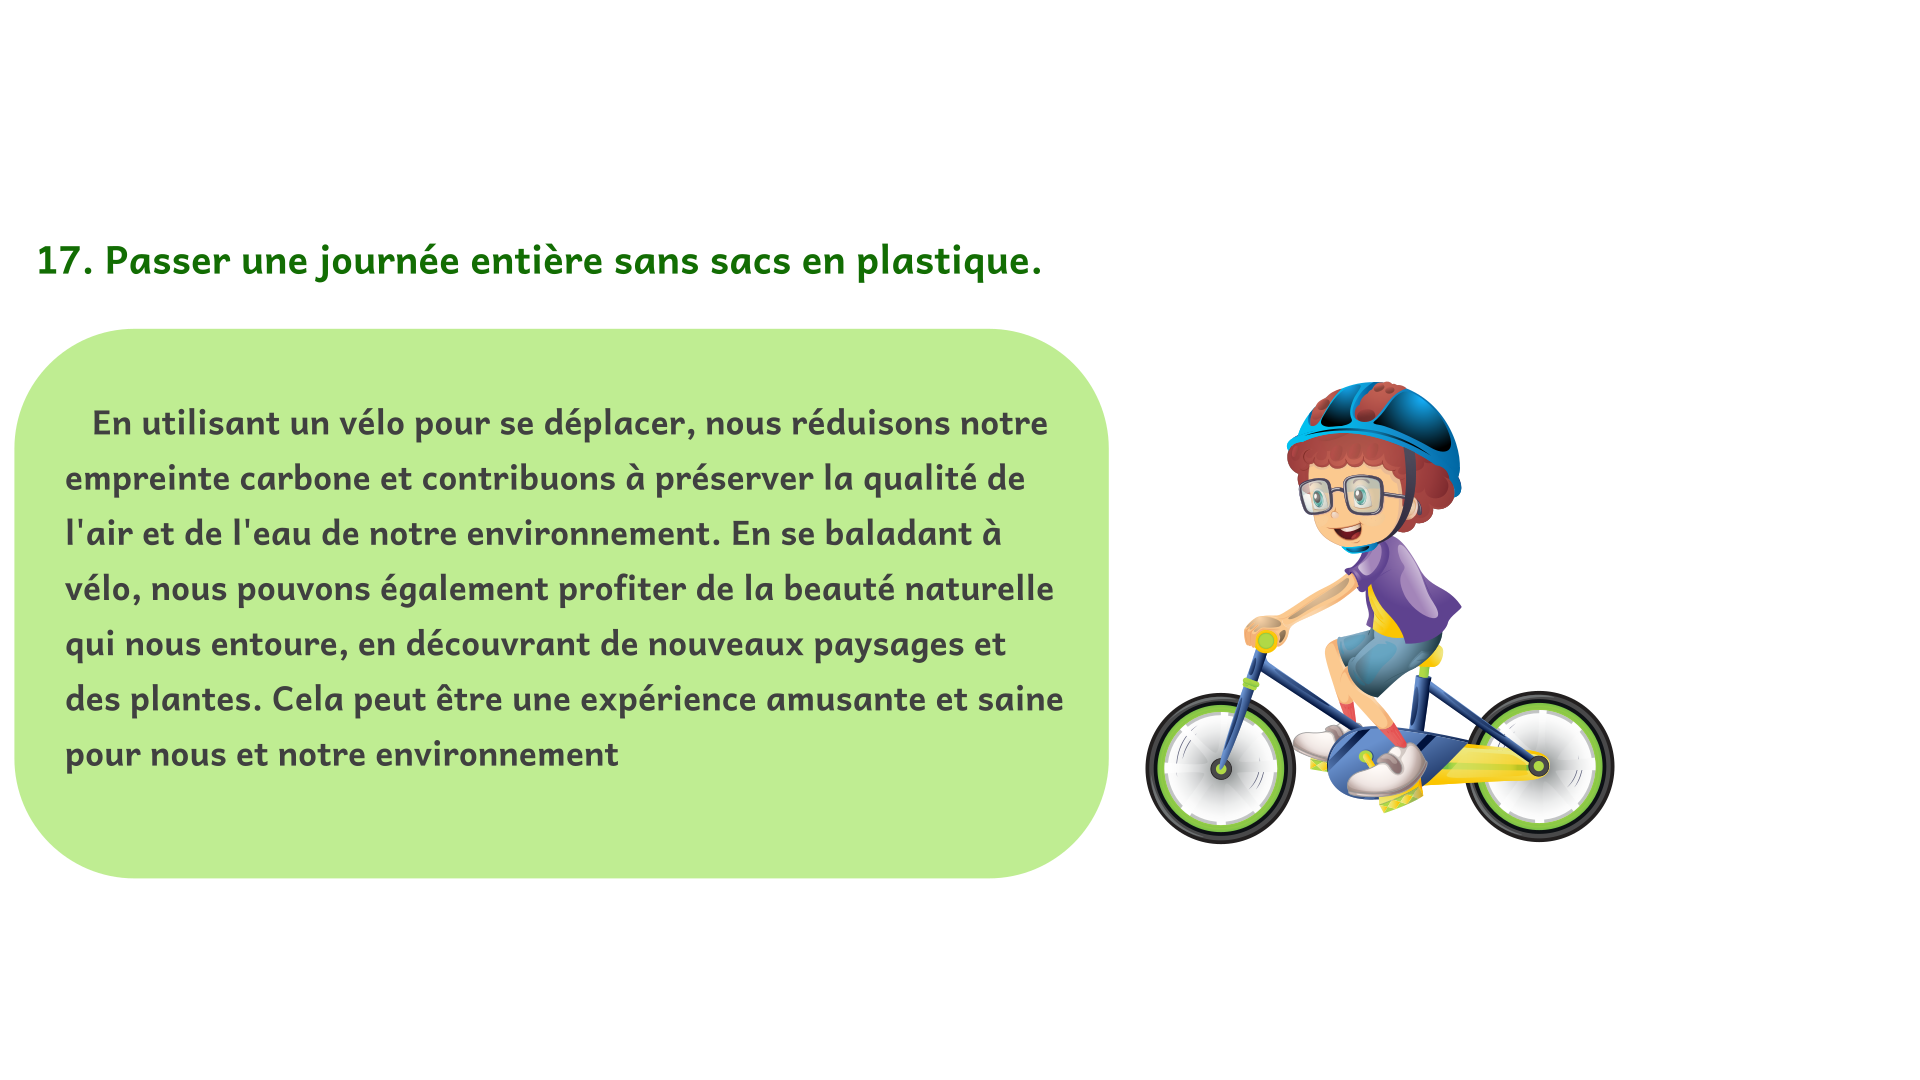 17. Passer une journée entière sans sacs en plastique.
En utilisant un vélo pour se déplacer, nous réduisons notre
empreinte carbone et contribuons à préserver la qualité de
l'air et de l'eau de notre environnement. En se baladant à
vélo, nous pouvons également profiter de la beauté naturelle
qui nous entoure, en découvrant de nouveaux paysages et
des plantes. Cela peut être une expérience amusante et saine
pour nous et notre environnement